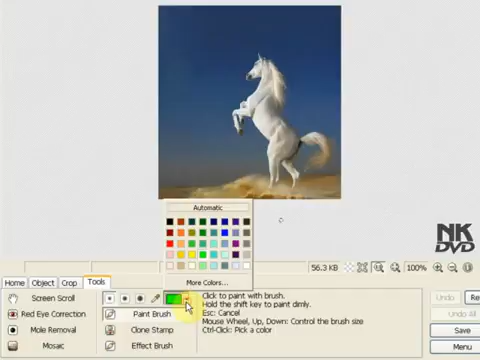 Automatic
More Colors...
NK
DVD
56.3 KB
100%
Home
Object
Crop
Tools
Screen Scroll
Red Eye Correction
Mole Removal
Mosaic
Paint Brush
Clone Stamp
Effect Brush
Click to paint with brush.
Hold the shift key to paint dimly.
Esc: Cancel
Mouse Wheel, Up, Down: Control the brush size
Ctrl-Click: Pick a color
Undo
Re
Undo All
Save
Menu